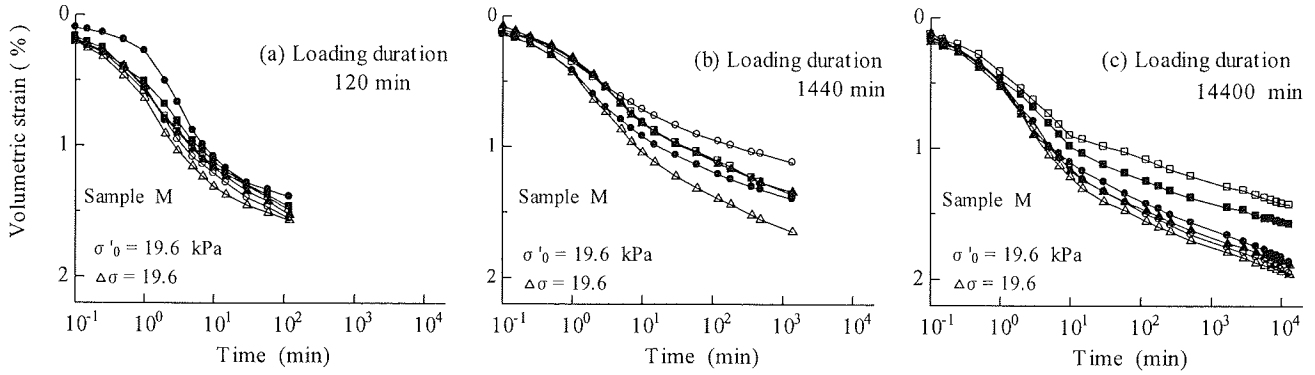 Volumetric strain ( % )
0
1
2
(a) Loading duration
120 min
Sample M
σ'0 = 19.6 kPa
Δσ = 19.6
10-1 100 101 102 103 104
Time (min)
0
1
2
(b) Loading duration
1440 min
Sample M
σ'0 = 19.6 kPa
Δσ = 19.6
10-1 100 101 102 103
Time (min)
0
1
2
(c) Loading duration
14400 min
Sample M
σ'0 = 19.6 kPa
Δσ = 19.6
10-1 100 101 102 103 104
Time (min)